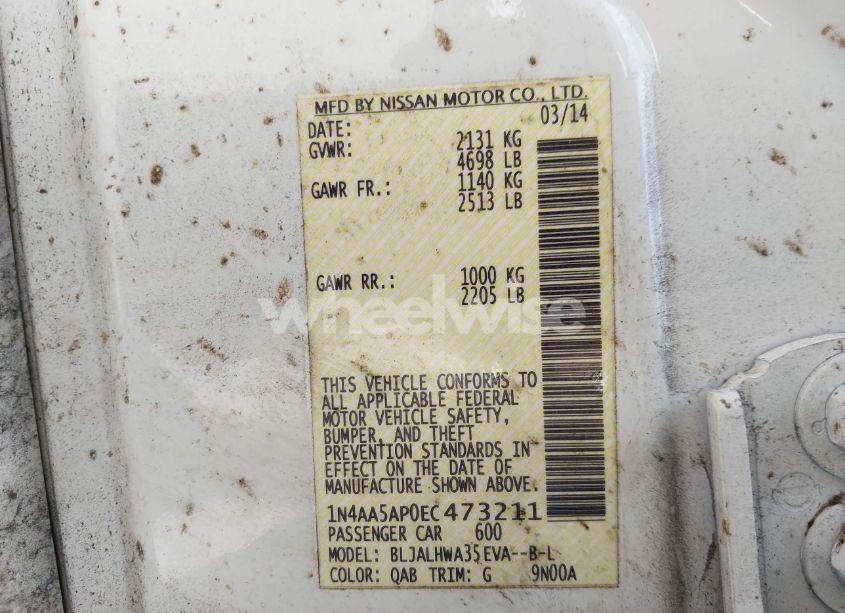 MFD BY NISSAN MOTOR CO., LTD.
DATE: 03/14
GVWR: 2131 KG
4698 LB
GAWR FR.: 1140 KG
2513 LB
GAWR RR.: 1000 KG
2205 LB
wheelwise
THIS VEHICLE CONFORMS TO
ALL APPLICABLE FEDERAL
MOTOR VEHICLE SAFETY,
BUMPER, AND THEFT
PREVENTION STANDARDS IN
EFFECT ON THE DATE OF
MANUFACTURE SHOWN ABOVE.
1N4AA5AP0EC473211
PASSENGER CAR 600
MODEL: BLJALHWA35EVA--B-L
COLOR: QAB TRIM: G 9N00A